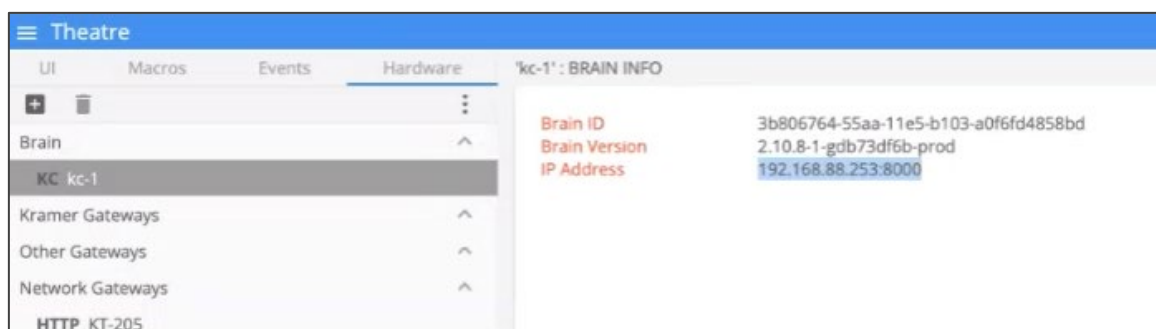 Theatre
UI Macros Events Hardware
'kc-1' : BRAIN INFO
Brain
KC kc-1
Kramer Gateways
Other Gateways
Network Gateways
HTTP KT-205
Brain ID 3b806764-55aa-11e5-b103-a0f6fd4858bd
Brain Version 2.10.8-1-gdb73df6b-prod
IP Address 192.168.88.253:8000